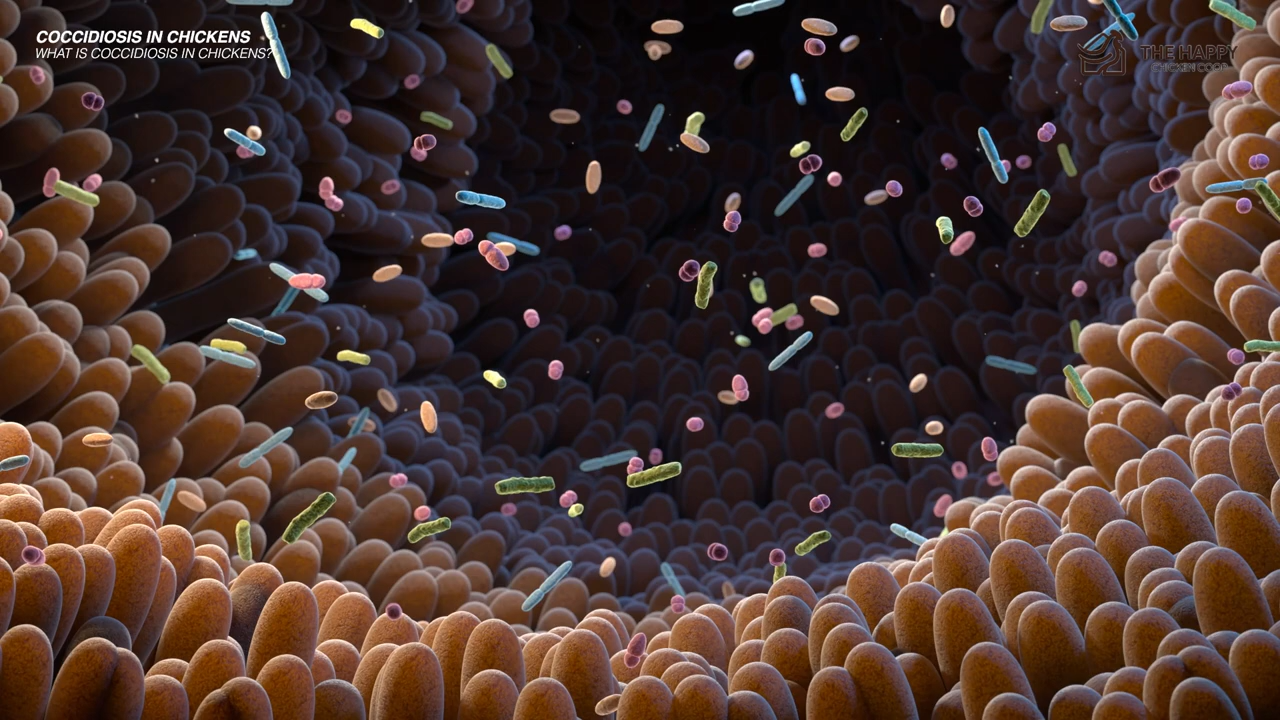 COCCIDIOSIS IN CHICKENS
WHAT IS COCCIDIOSIS IN CHICKENS?
THE HAPPY
CHICKEN COOP